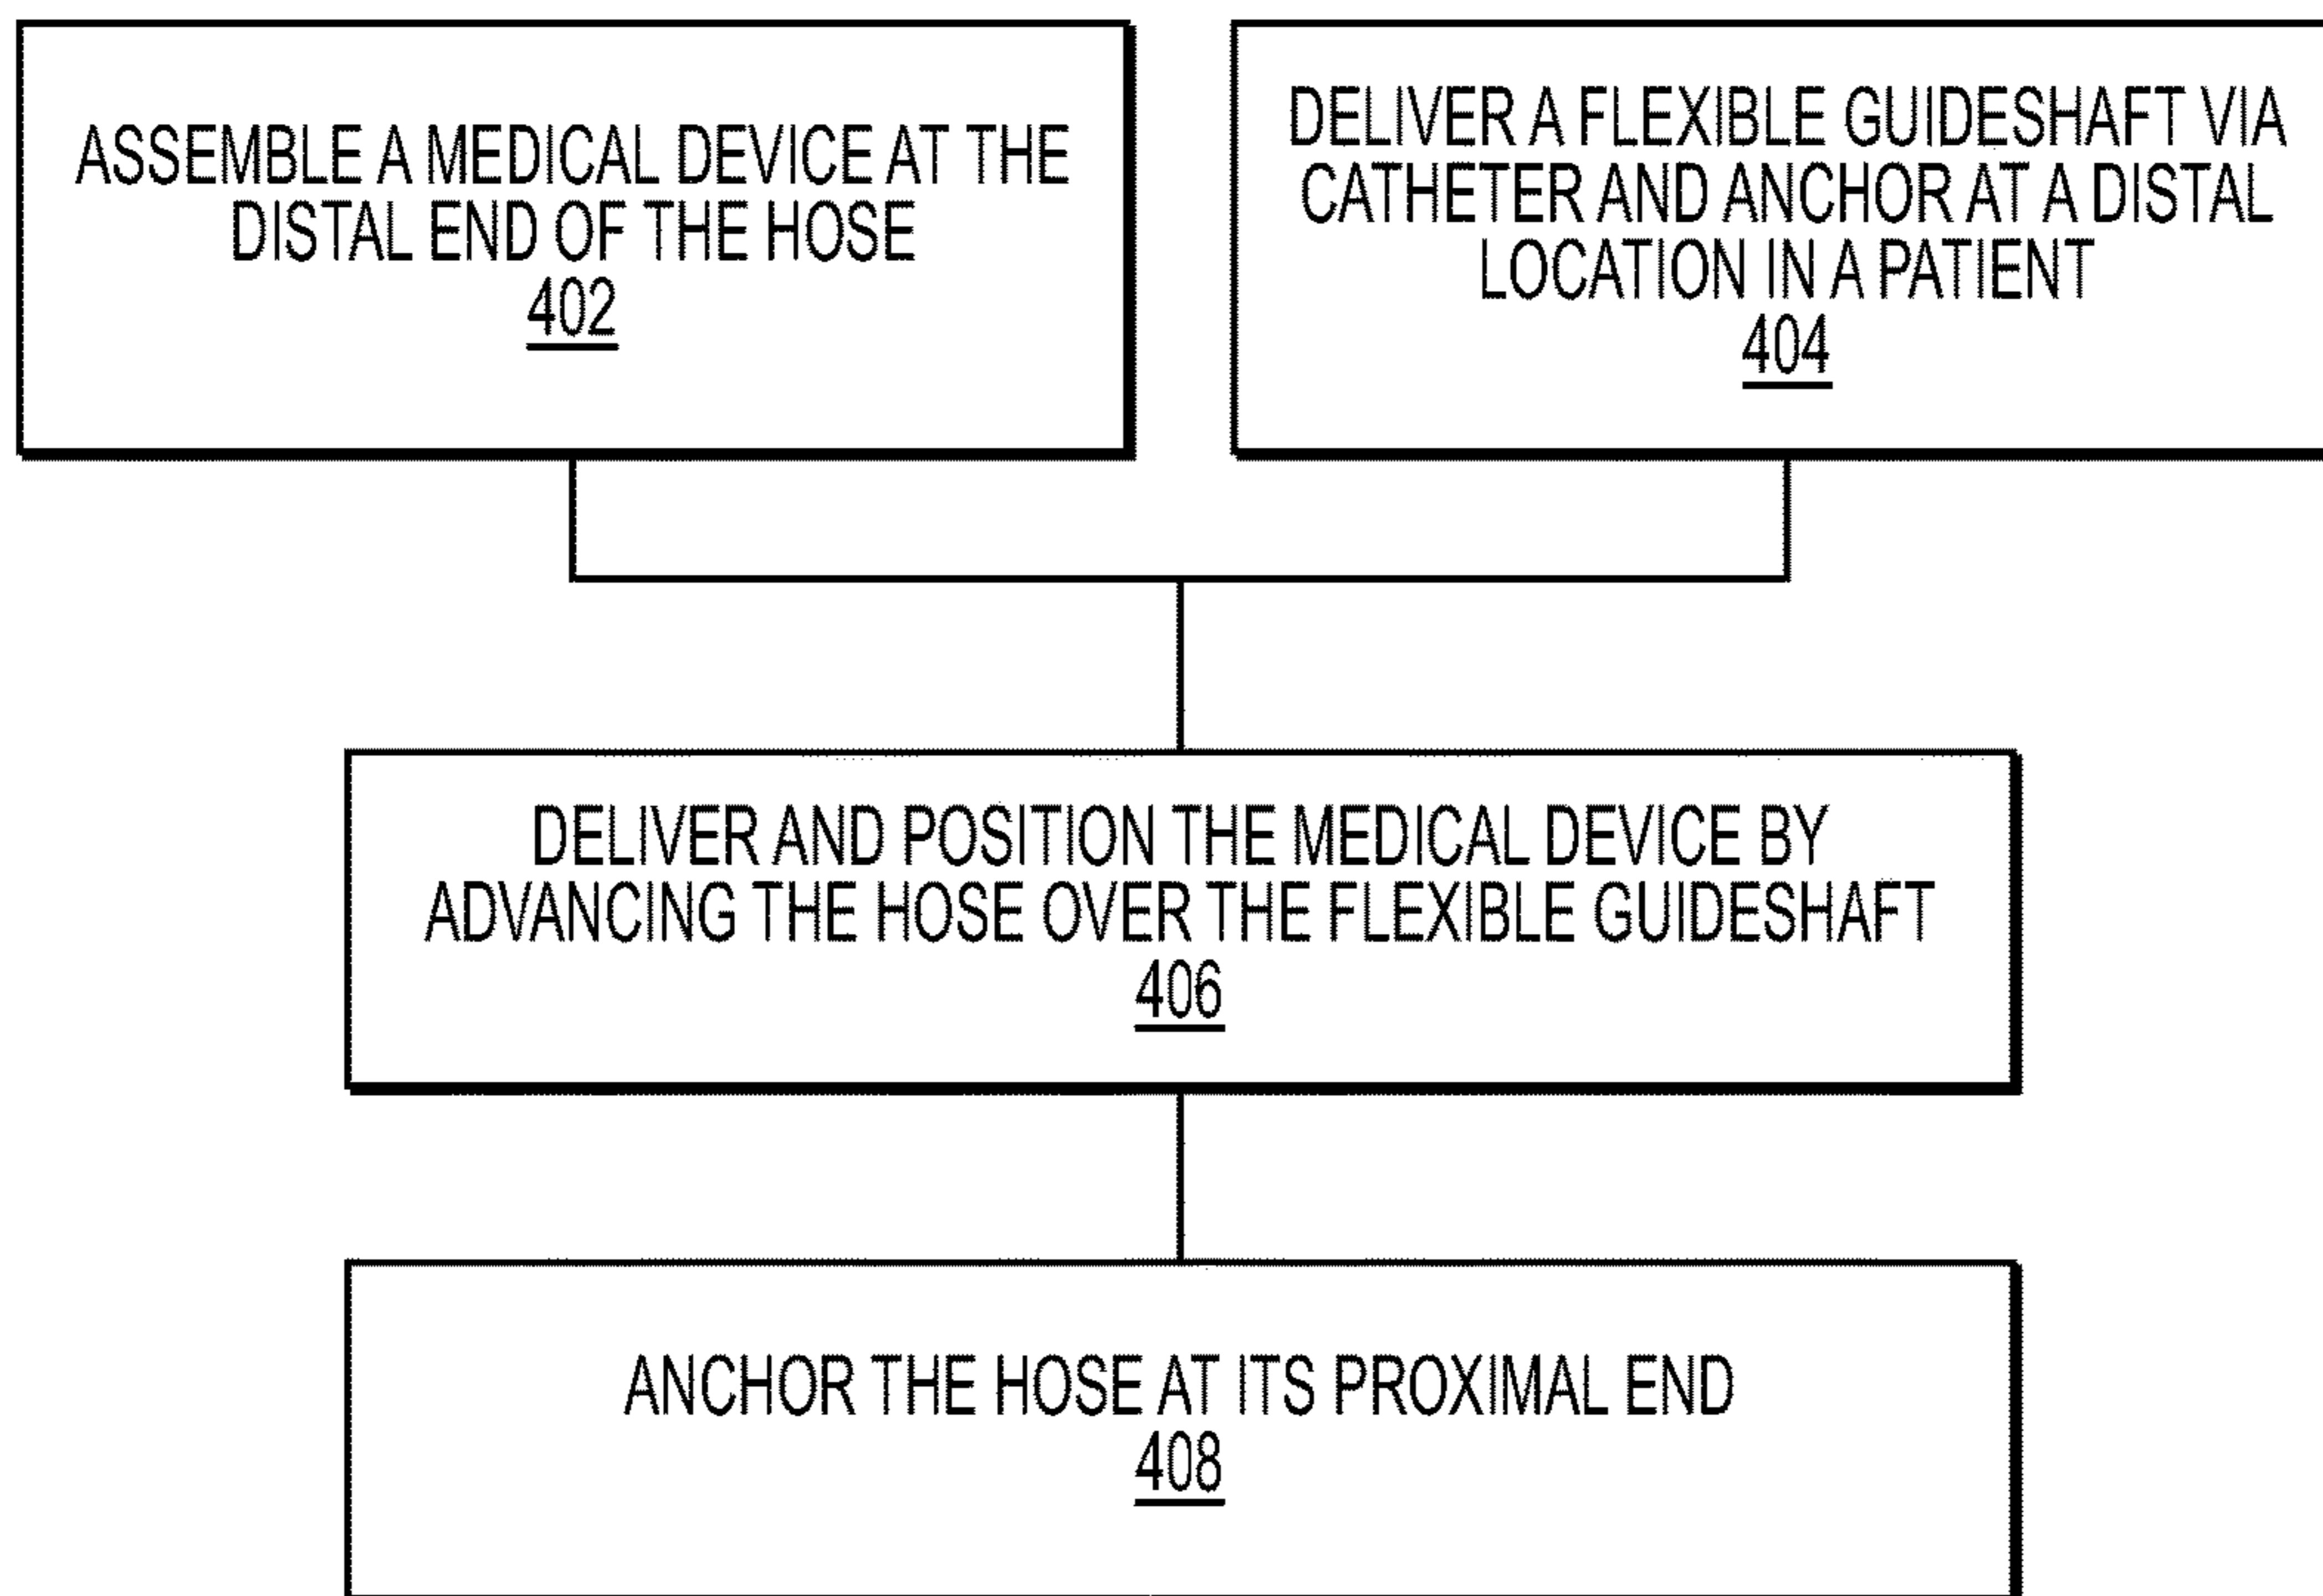 ASSEMBLE A MEDICAL DEVICE AT THE
DISTAL END OF THE HOSE
402
DELIVER A FLEXIBLE GUIDESHAFT VIA
CATHETER AND ANCHOR AT A DISTAL
LOCATION IN A PATIENT
404
DELIVER AND POSITION THE MEDICAL DEVICE BY
ADVANCING THE HOSE OVER THE FLEXIBLE GUIDESHAFT
406
ANCHOR THE HOSE AT ITS PROXIMAL END
408